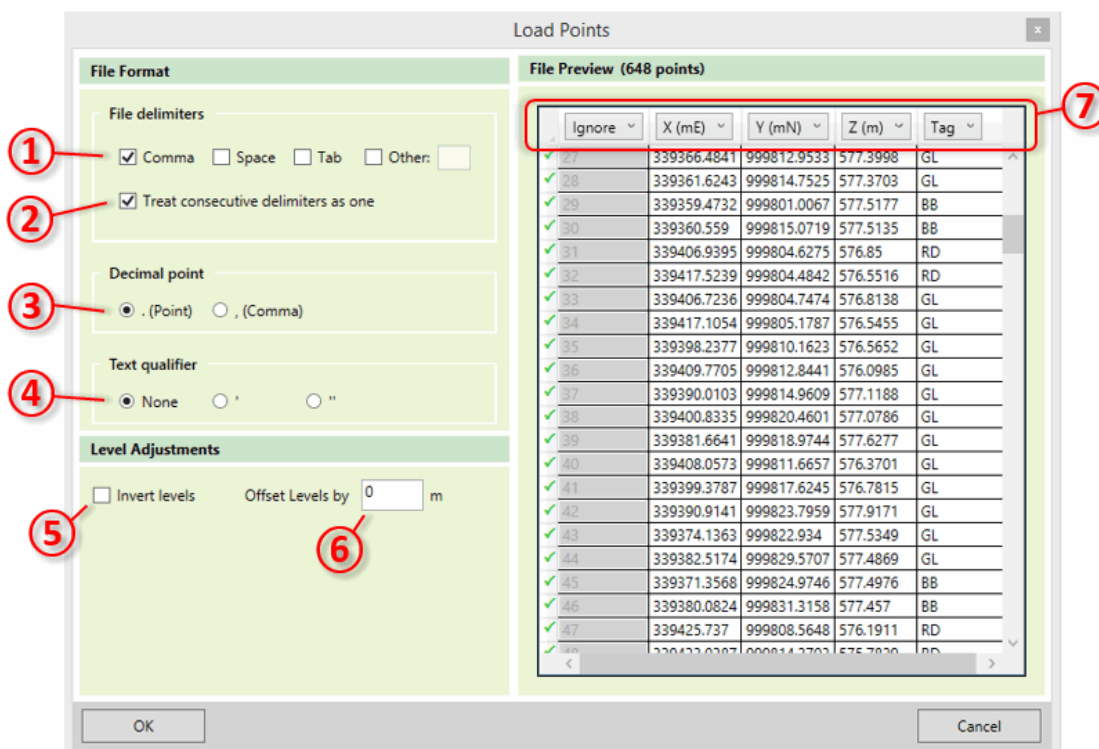 Load Points
x
File Format
File delimiters
1
Comma Space Tab Other:
2
Treat consecutive delimiters as one
Decimal point
3
. (Point) , (Comma)
Text qualifier
4
None ' "
Level Adjustments
5
Invert levels Offset Levels by 0 m
6
File Preview (648 points)
7
Ignore X (mE) Y (mN) Z (m) Tag
27 339366.4841 999812.9533 577.3998 GL
28 339361.6243 999814.7525 577.3703 GL
29 339359.4732 999801.0067 577.5177 BB
30 339360.559 999815.0719 577.5135 BB
31 339406.9395 999804.6275 576.85 RD
32 339417.5239 999804.4842 576.5516 RD
33 339406.7236 999804.7474 576.8138 GL
34 339417.1054 999805.1787 576.5455 GL
35 339398.2377 999810.1623 576.5652 GL
36 339409.7705 999812.8441 576.0985 GL
37 339390.0103 999814.9609 577.1188 GL
38 339400.8335 999820.4601 577.0786 GL
39 339381.6641 999818.9744 577.6277 GL
40 339408.0573 999811.6657 576.3701 GL
41 339399.3787 999817.6245 576.7815 GL
42 339390.9141 999823.7959 577.9171 GL
43 339374.1363 999822.934 577.5349 GL
44 339382.5174 999829.5707 577.4869 GL
45 339371.3568 999824.9746 577.4976 BB
46 339380.0824 999831.3158 577.457 BB
47 339425.737 999808.5648 576.1911 RD
OK Cancel